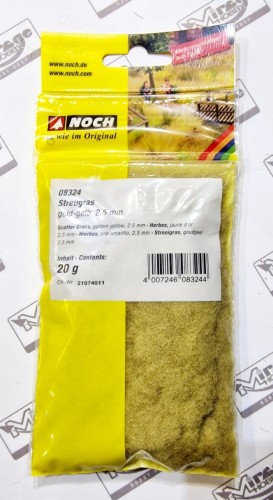 www.noch.de
www.noch.com
NOCH
wie im Original
08324
Streugras
gold-gelb, 2,5 mm
Scatter Grass, golden yellow, 2,5 mm - Herbes, jaune d'or
2,5 mm - Hierbas, oro-amarillo, 2,5 mm - Strooigras, goudgeel
2,5 mm
Inhalt - Contents:
20 g
Ch.-Nr. 21074011
4 007246 083244